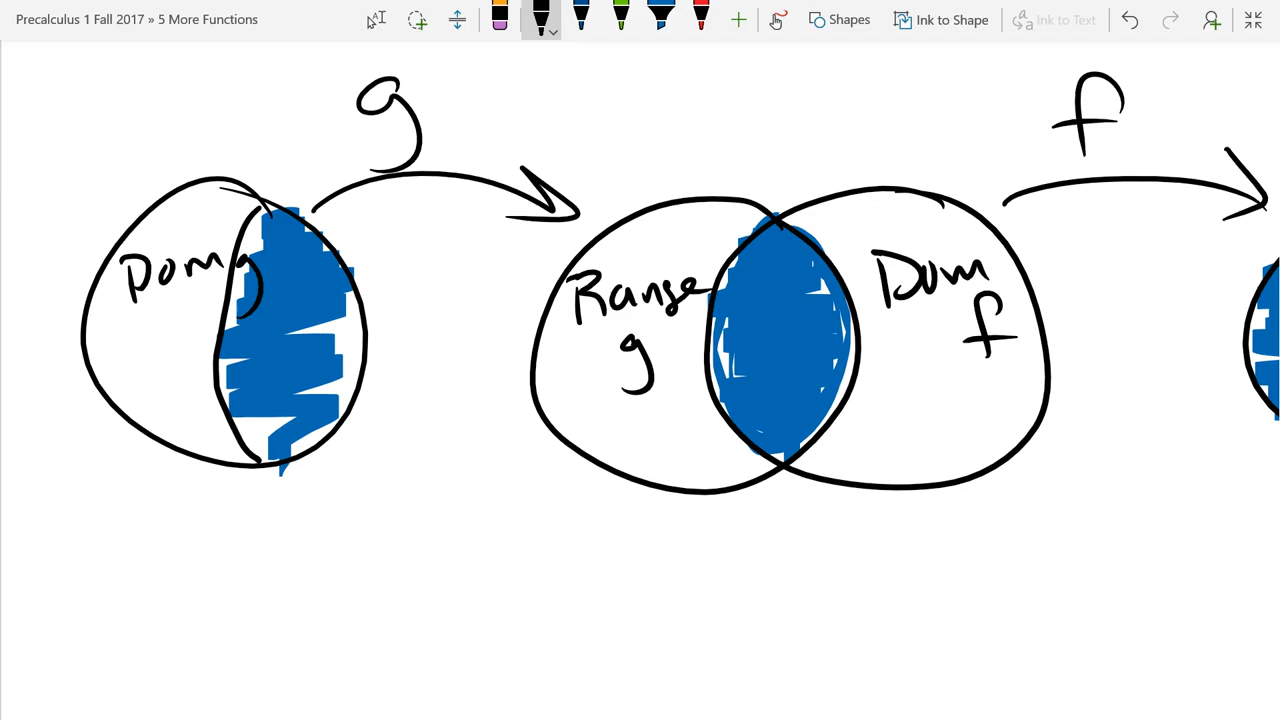 Precalculus 1 Fall 2017 » 5 More Functions
Shapes
Ink to Shape
Ink to Text
g
f
Dom g
Range
g
Dom
f